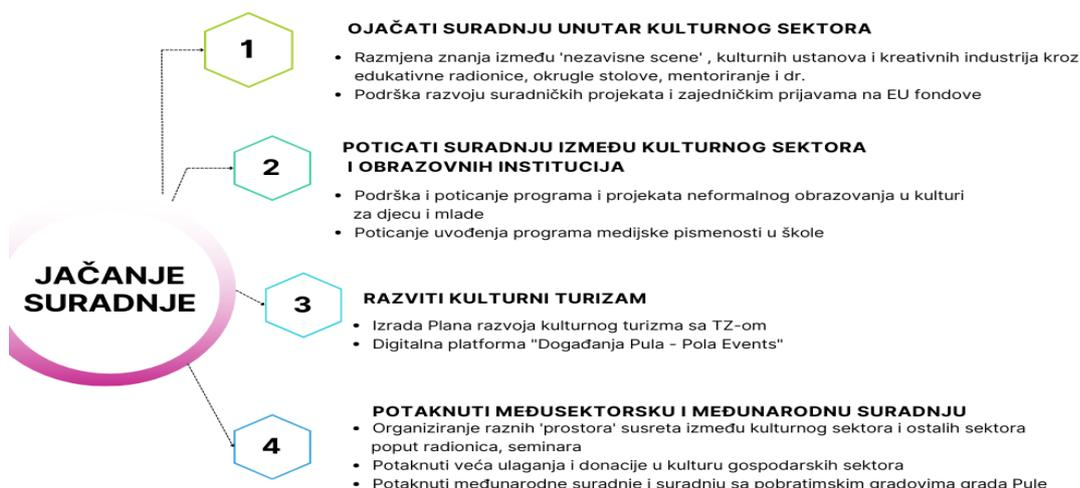 1
OJAČATI SURADNJU UNUTAR KULTURNOG SEKTORA
• Razmjena znanja između 'nezavisne scene' , kulturnih ustanova i kreativnih industrija kroz
edukativne radionice, okrugle stolove, mentoriranje i dr.
• Podrška razvoju suradničkih projekata i zajedničkim prijavama na EU fondove
2
POTICATI SURADNJU IZMEĐU KULTURNOG SEKTORA
I OBRAZOVNIH INSTITUCIJA
• Podrška i poticanje programa i projekata neformalnog obrazovanja u kulturi
za djecu i mlade
• Poticanje uvođenja programa medijske pismenosti u škole
JAČANJE
SURADNJE
3
RAZVITI KULTURNI TURIZAM
• Izrada Plana razvoja kulturnog turizma sa TZ-om
• Digitalna platforma "Događanja Pula - Pola Events"
4
POTAKNUTI MEĐUSEKTORSKU I MEĐUNARODNU SURADNJU
• Organiziranje raznih 'prostora' susreta između kulturnog sektora i ostalih sektora
poput radionica, seminara
• Potaknuti veća ulaganja i donacije u kulturu gospodarskih sektora
• Potaknuti međunarodne suradnje i suradnju sa pobratimskim gradovima grada Pule